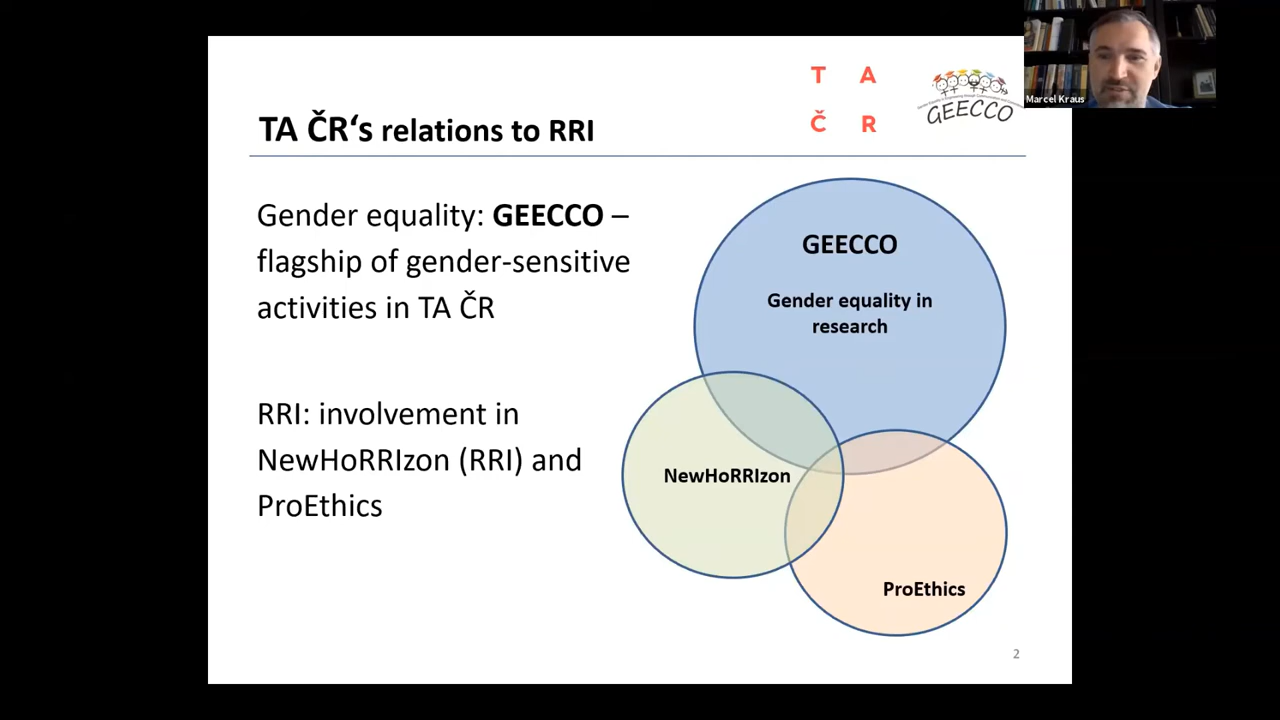 T A
Č R
GEECCO
Marcel Kraus
TA ČR‘s relations to RRI
Gender equality: GEECCO –
flagship of gender-sensitive
activities in TA ČR
RRI: involvement in
NewHoRRIzon (RRI) and
ProEthics
GEECCO
Gender equality in
research
NewHoRRIzon
ProEthics
2